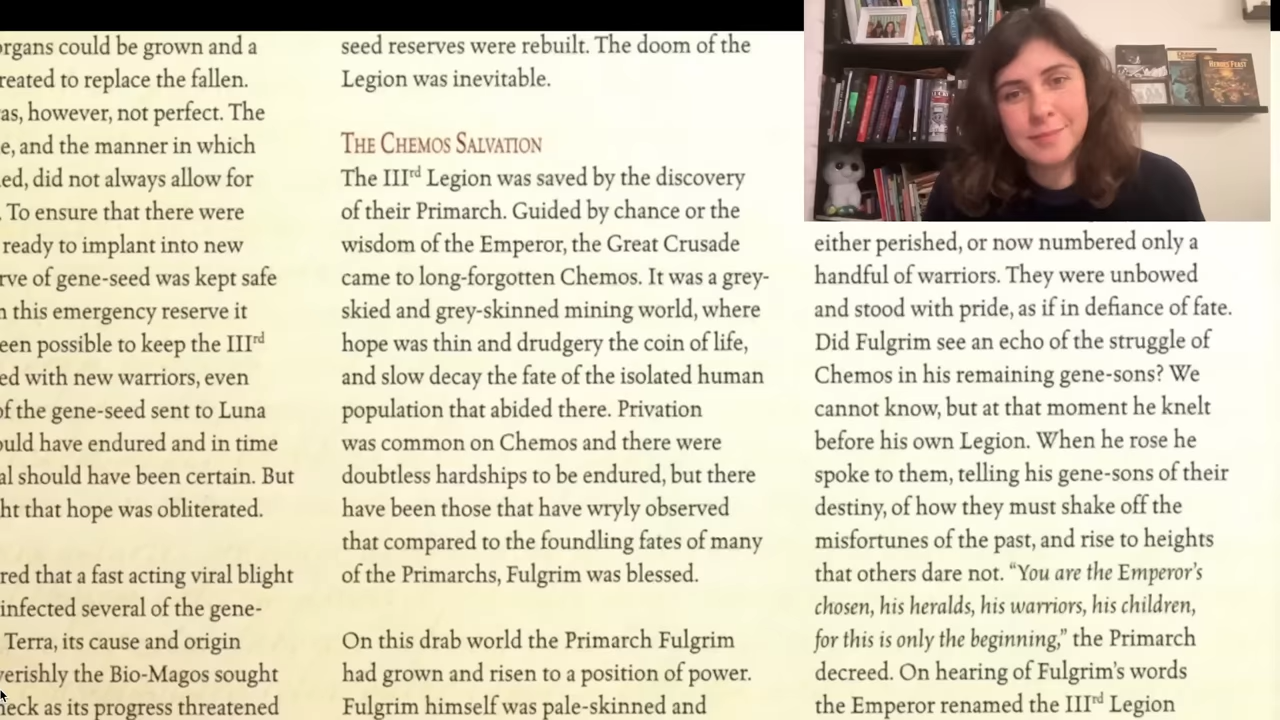 organs could be grown and a
reated to replace the fallen.
as, however, not perfect. The
e, and the manner in which
ed, did not always allow for
. To ensure that there were
ready to implant into new
rve of gene-seed was kept safe
this emergency reserve it
een possible to keep the IIIrd
ed with new warriors, even
of the gene-seed sent to Luna
ould have endured and in time
al should have been certain. But
ht that hope was obliterated.
red that a fast acting viral blight
infected several of the gene-
Terra, its cause and origin
verishly the Bio-Magos sought
heck as its progress threatened
seed reserves were rebuilt. The doom of the
Legion was inevitable.
The Chemos Salvation
The IIIrd Legion was saved by the discovery
of their Primarch. Guided by chance or the
wisdom of the Emperor, the Great Crusade
came to long-forgotten Chemos. It was a grey-
skied and grey-skinned mining world, where
hope was thin and drudgery the coin of life,
and slow decay the fate of the isolated human
population that abided there. Privation
was common on Chemos and there were
doubtless hardships to be endured, but there
have been those that have wryly observed
that compared to the foundling fates of many
of the Primarchs, Fulgrim was blessed.
On this drab world the Primarch Fulgrim
had grown and risen to a position of power.
Fulgrim himself was pale-skinned and
HEROES' FEAST
either perished, or now numbered only a
handful of warriors. They were unbowed
and stood with pride, as if in defiance of fate.
Did Fulgrim see an echo of the struggle of
Chemos in his remaining gene-sons? We
cannot know, but at that moment he knelt
before his own Legion. When he rose he
spoke to them, telling his gene-sons of their
destiny, of how they must shake off the
misfortunes of the past, and rise to heights
that others dare not. “You are the Emperor's
chosen, his heralds, his warriors, his children,
for this is only the beginning,” the Primarch
decreed. On hearing of Fulgrim's words
the Emperor renamed the IIIrd Legion